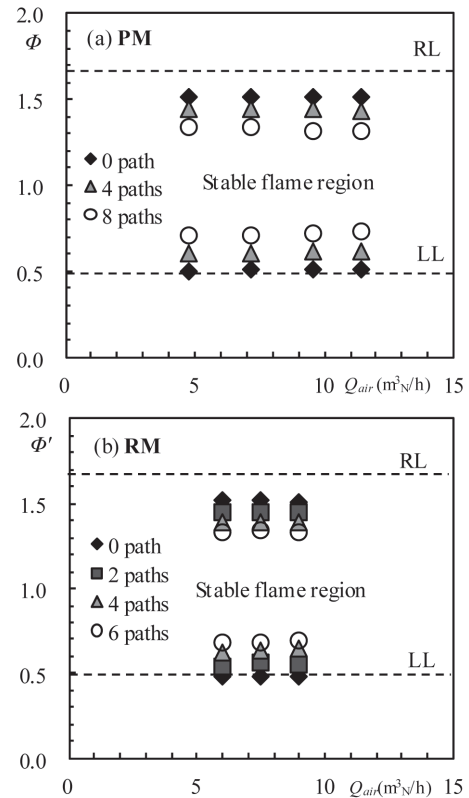 2.0
(a) PM
Φ
RL
1.5
0 path
4 paths
8 paths
Stable flame region
1.0
LL
0.5
0.0
0 5 10 Qair (m³N/h) 15
2.0
(b) RM
Φ'
RL
1.5
0 path
2 paths
4 paths
6 paths
Stable flame region
1.0
LL
0.5
0.0
0 5 10 Qair(m³N/h) 15